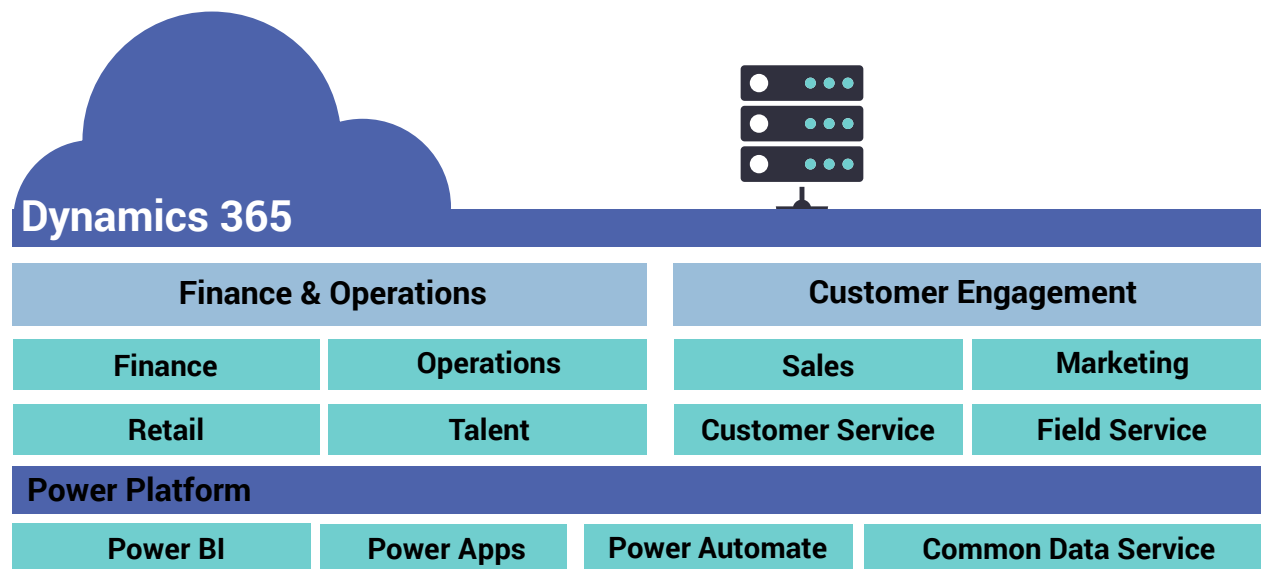 Dynamics 365
Finance & Operations
Customer Engagement
Finance
Operations
Sales
Marketing
Retail
Talent
Customer Service
Field Service
Power Platform
Power BI
Power Apps
Power Automate
Common Data Service